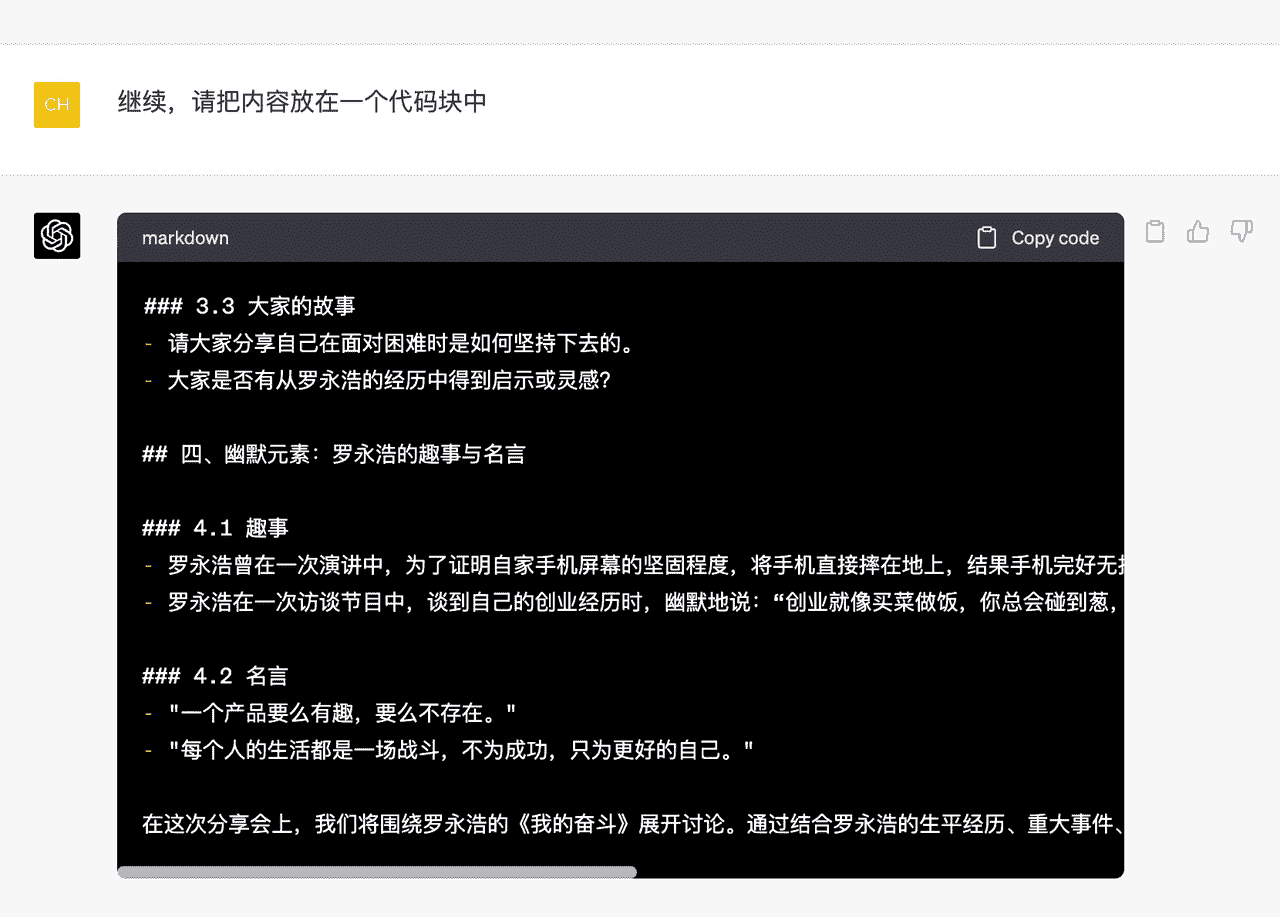 CH
继续，请把内容放在一个代码块中
markdown
Copy code
### 3.3 大家的故事
- 请大家分享自己在面对困难时是如何坚持下去的。
- 大家是否有从罗永浩的经历中得到启示或灵感？
## 四、幽默元素：罗永浩的趣事与名言
### 4.1 趣事
- 罗永浩曾在一次演讲中，为了证明自家手机屏幕的坚固程度，将手机直接摔在地上，结果手机完好无
- 罗永浩在一次访谈节目中，谈到自己的创业经历时，幽默地说：“创业就像买菜做饭，你总会碰到葱，
### 4.2 名言
- "一个产品要么有趣，要么不存在。"
- "每个人的生活都是一场战斗，不为成功，只为更好的自己。"
在这次分享会上，我们将围绕罗永浩的《我的奋斗》展开讨论。通过结合罗永浩的生平经历、重大事件、